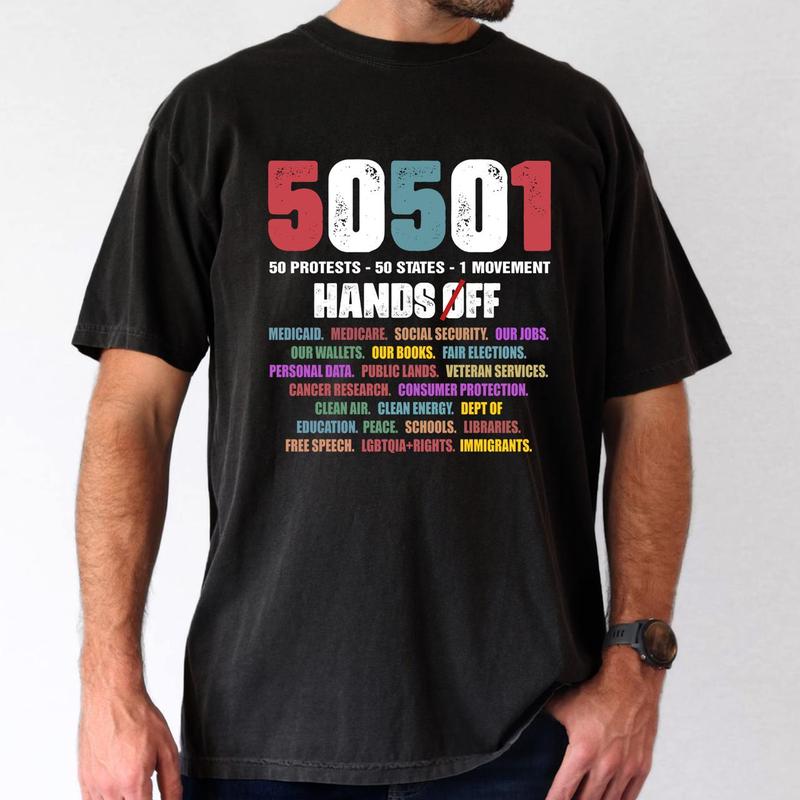 50501
50 PROTESTS - 50 STATES - 1 MOVEMENT
HANDS OFF
MEDICAID. MEDICARE. SOCIAL SECURITY. OUR JOBS.
OUR WALLETS. OUR BOOKS. FAIR ELECTIONS.
PERSONAL DATA. PUBLIC LANDS. VETERAN SERVICES.
CANCER RESEARCH. CONSUMER PROTECTION.
CLEAN AIR. CLEAN ENERGY. DEPT OF
EDUCATION. PEACE. SCHOOLS. LIBRARIES.
FREE SPEECH. LGBTQIA+RIGHTS. IMMIGRANTS.